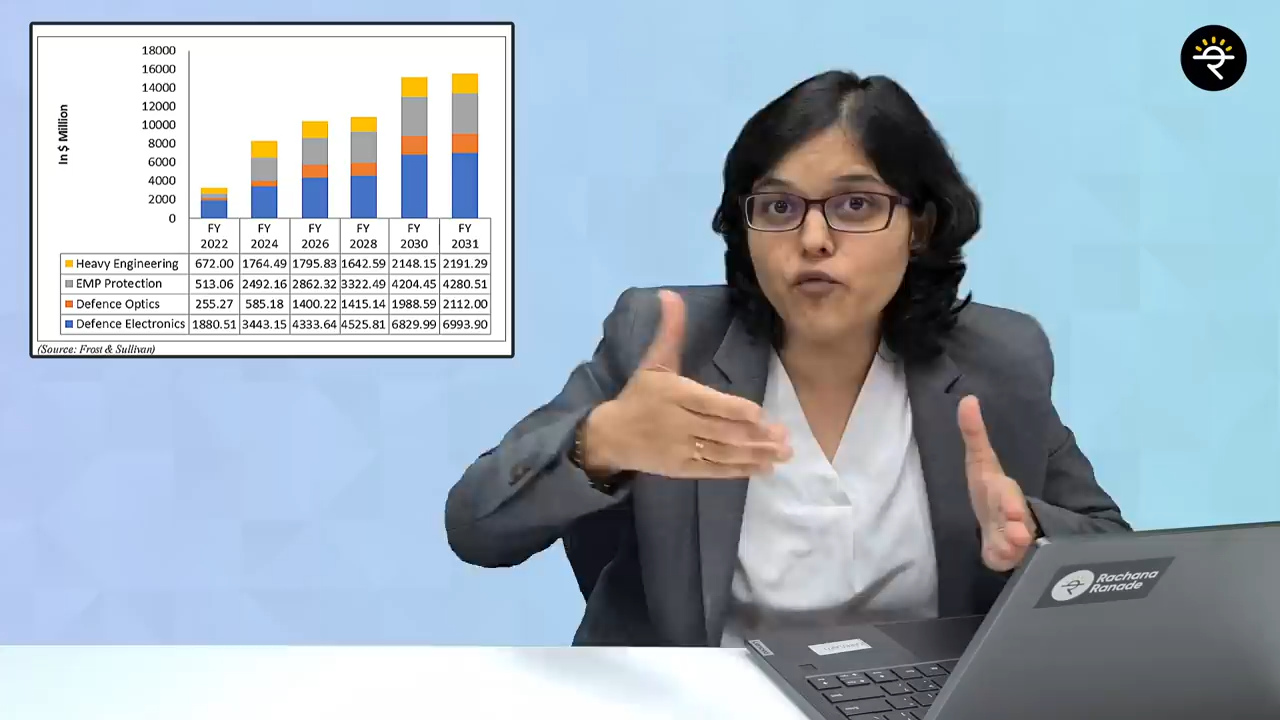 18000
16000
14000
12000
10000
8000
6000
4000
2000
0
In $ Million
FY 2022 FY 2024 FY 2026 FY 2028 FY 2030 FY 2031
Heavy Engineering 672.00 1764.49 1795.83 1642.59 2148.15 2191.29
EMP Protection 513.06 2492.16 2862.32 3322.49 4204.45 4280.51
Defence Optics 255.27 585.18 1400.22 1415.14 1988.59 2112.00
Defence Electronics 1880.51 3443.15 4333.64 4525.81 6829.99 6993.90
(Source: Frost & Sullivan)
Rachana
Ranade